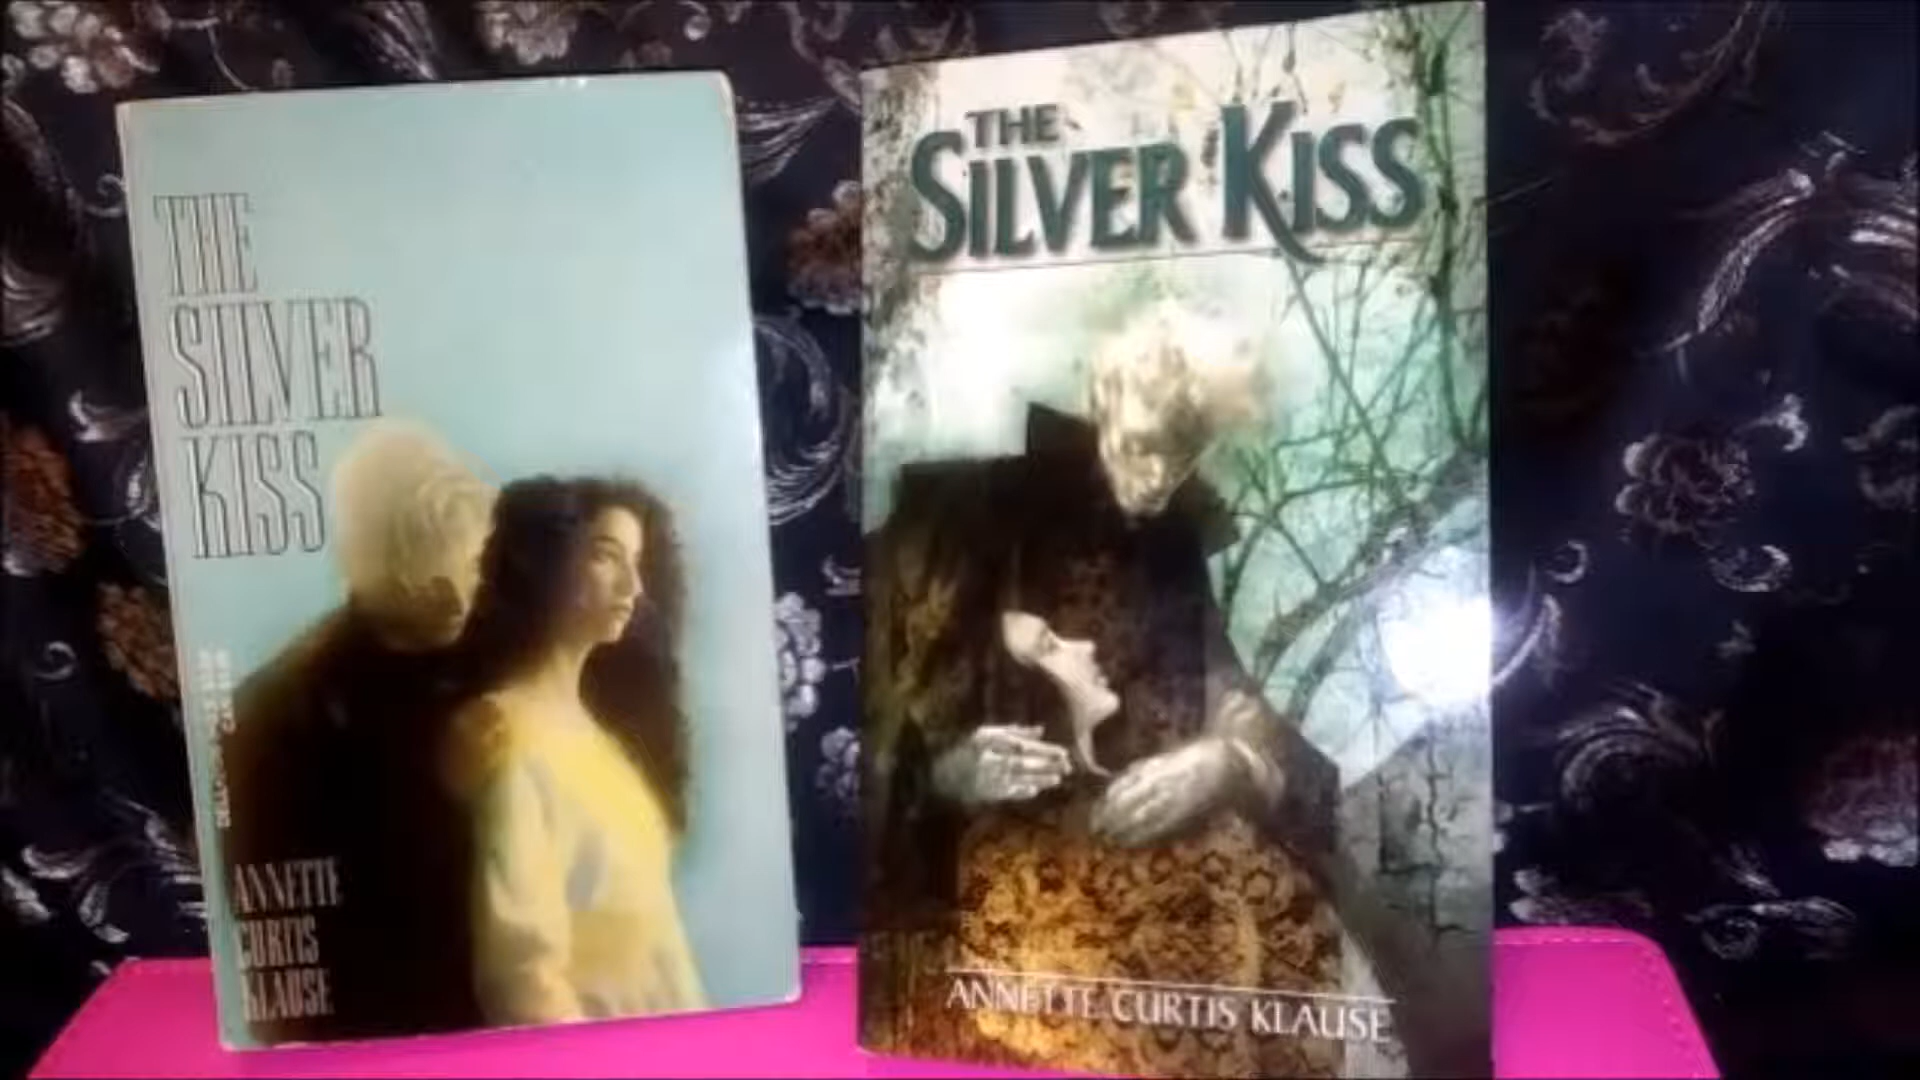 THE
SILVER
KISS
ANNETTE
CURTIS
KLAUSE
THE
SILVER KISS
ANNETTE CURTIS KLAUSE